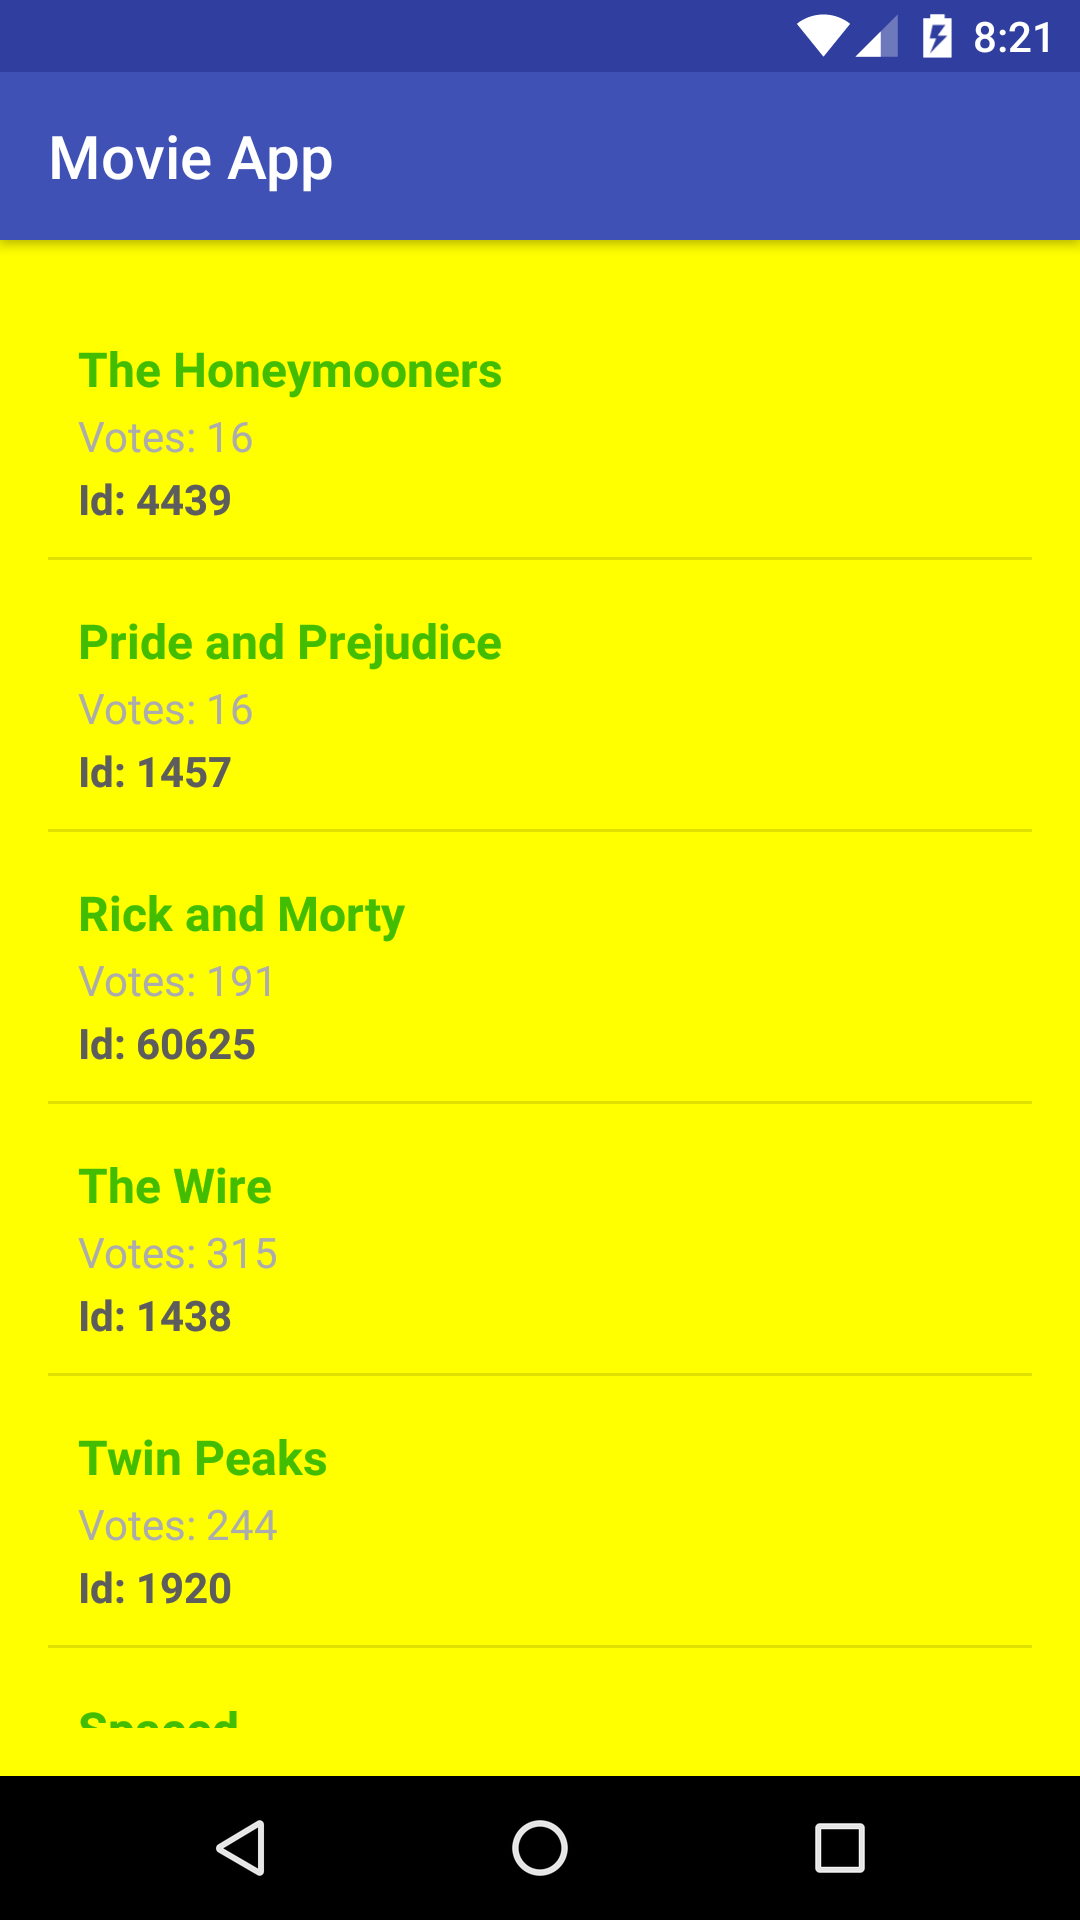 8:21
Movie App
The Honeymooners
Votes: 16
Id: 4439
Pride and Prejudice
Votes: 16
Id: 1457
Rick and Morty
Votes: 191
Id: 60625
The Wire
Votes: 315
Id: 1438
Twin Peaks
Votes: 244
Id: 1920
Spaced